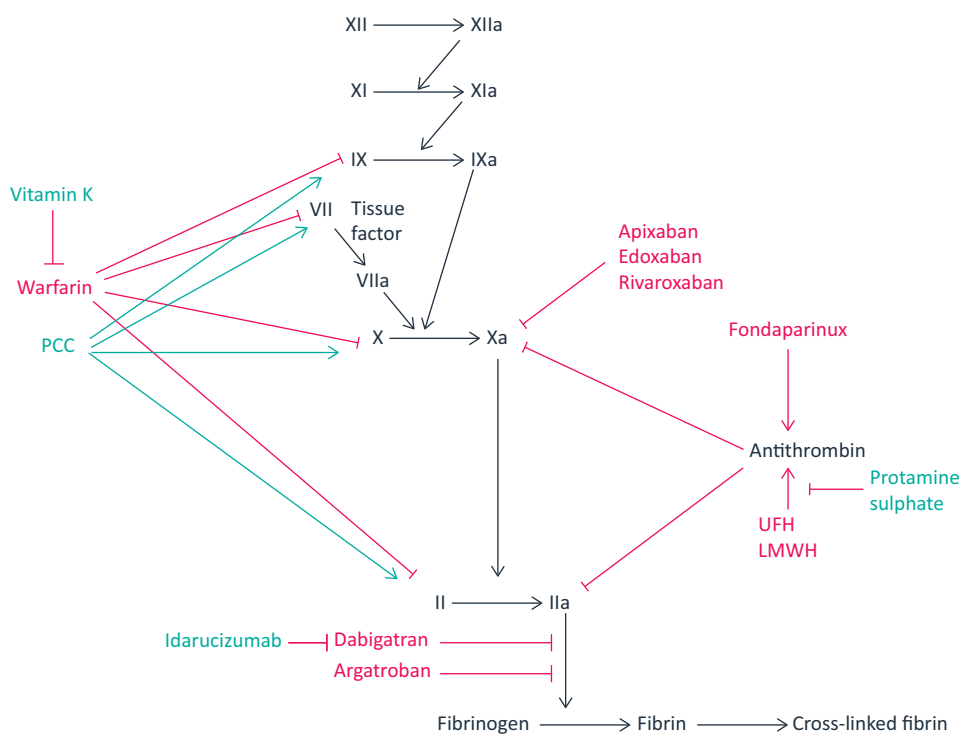 XII XIIa
XI XIa
IX IXa
Vitamin K
VII Tissue
factor
Apixaban
Edoxaban
Rivaroxaban
Warfarin
VIIa
Fondaparinux
PCC
X Xa
Antithrombin
Protamine
sulphate
UFH
LMWH
II IIa
Idarucizumab Dabigatran
Argatroban
Fibrinogen Fibrin Cross-linked fibrin